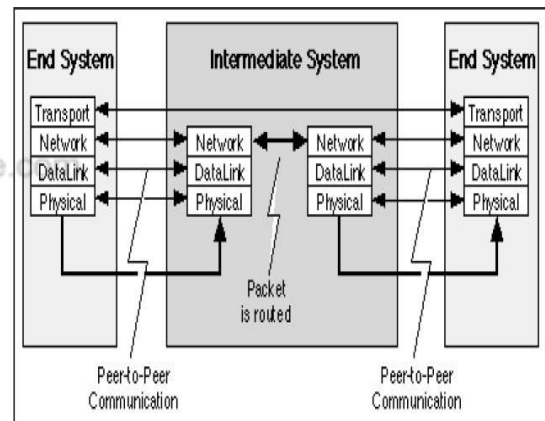 End System
Intermediate System
End System
Transport
Network
DataLink
Physical
Network
DataLink
Physical
Network
DataLink
Physical
Transport
Network
DataLink
Physical
e.com
Packet
is routed
Peer-to-Peer
Communication
Peer-to-Peer
Communication